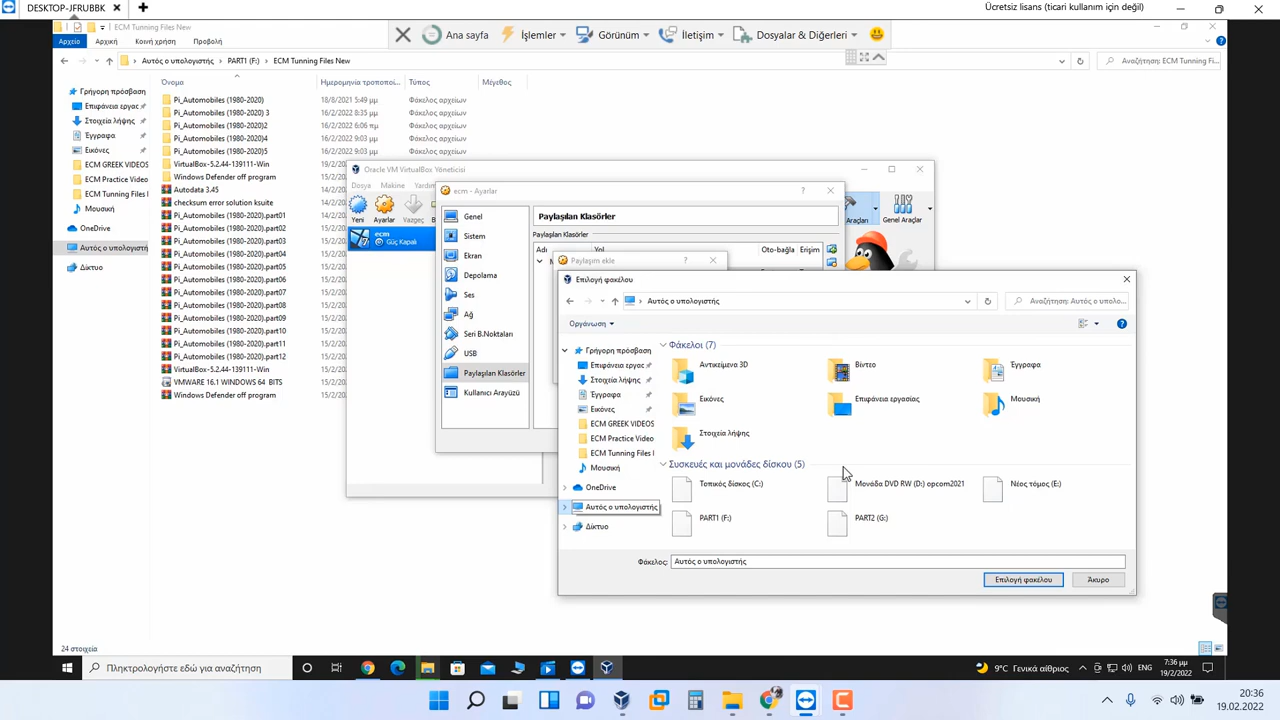 DESKTOP-JFRUBBK
Ücretsiz lisans (ticari kullanım için değil)
ECM Tunning Files New
Ana sayfa
Görünüm
İletişim
Dosyalar & Diğerleri
Αρχείο
Αρχική
Κοινή χρήση
Προβολή
Αυτός ο υπολογιστής
PART1 (F:)
ECM Tunning Files New
Αναζήτηση: ECM Tunning Fi...
Όνομα
Ημερομηνία τροποποί...
Τύπος
Μέγεθος
Γρήγορη πρόσβαση
Επιφάνεια εργας
Στοιχεία λήψης
Έγγραφα
Εικόνες
ECM GREEK VIDEOS
ECM Practice Video
ECM Tunning Files I
Μουσική
OneDrive
Αυτός ο υπολογιστή
Δίκτυο
Pi_Automobiles (1980-2020)
18/8/2021 5:49 μμ
Φάκελος αρχείων
Pi_Automobiles (1980-2020) 3
16/2/2022 8:35 μμ
Φάκελος αρχείων
Pi_Automobiles (1980-2020)2
16/2/2022 6:06 πμ
Φάκελος αρχείων
Pi_Automobiles (1980-2020)4
16/2/2022 9:03 μμ
Φάκελος αρχείων
Pi_Automobiles (1980-2020)5
16/2/2022 9:03 μμ
Φάκελος αρχείων
VirtualBox-5.2.44-139111-Win
Windows Defender off program
Autodata 3.45
checksum error solution ksuite
Pi_Automobiles (1980-2020).part01
Pi_Automobiles (1980-2020).part02
Pi_Automobiles (1980-2020).part03
Pi_Automobiles (1980-2020).part04
Pi_Automobiles (1980-2020).part05
Pi_Automobiles (1980-2020).part06
Pi_Automobiles (1980-2020).part07
Pi_Automobiles (1980-2020).part08
Pi_Automobiles (1980-2020).part09
Pi_Automobiles (1980-2020).part10
Pi_Automobiles (1980-2020).part11
Pi_Automobiles (1980-2020).part12
VirtualBox-5.2.44-139111-Win
VMWARE 16.1 WINDOWS 64 BITS
Windows Defender off program
Oracle VM VirtualBox Yöneticisi
Dosya
Makine
Yeni
Ayarlar
Vazgeç
Araçları
Genel Araçlar
ecm
Güç Kapalı
ecm - Ayarlar
Genel
Sistem
Ekran
Depolama
Ses
Ağ
Seri B.Noktaları
USB
Paylaşılan Klasörler
Kullanıcı Arayüzü
Paylaşılan Klasörler
Paylaşılan Klasörler
Adı
Yol
Oto-bağla
Erişim
Paylaşım ekle
Επιλογή φακέλου
Αυτός ο υπολογιστής
Αναζήτηση: Αυτός ο υπολο...
Οργάνωση
Γρήγορη πρόσβαση
Επιφάνεια εργας
Στοιχεία λήψης
Έγγραφα
Εικόνες
ECM GREEK VIDEOS
ECM Practice Video
ECM Tunning Files I
Μουσική
OneDrive
Αυτός ο υπολογιστής
Δίκτυο
Φάκελοι (7)
Αντικείμενα 3D
Βίντεο
Έγγραφα
Εικόνες
Επιφάνεια εργασίας
Μουσική
Στοιχεία λήψης
Συσκευές και μονάδες δίσκου (5)
Τοπικός δίσκος (C:)
Μονάδα DVD RW (D:) opcom2021
Νέος τόμος (E:)
PART1 (F:)
PART2 (G:)
Φάκελος:
Αυτός ο υπολογιστής
Επιλογή φακέλου
Άκυρο
24 στοιχεία
Πληκτρολογήστε εδώ για αναζήτηση
9°C Γενικά αίθριος
ENG
7:36 μμ
19/2/2022
20:36
19.02.2022